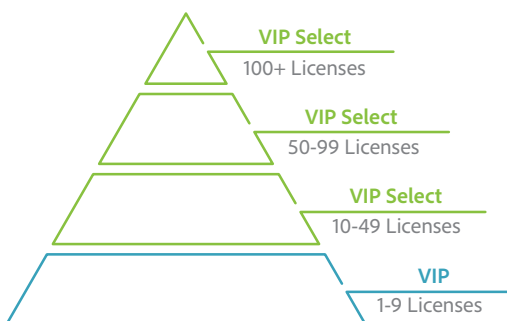 VIP Select
100+ Licenses
VIP Select
50-99 Licenses
VIP Select
10-49 Licenses
VIP
1-9 Licenses